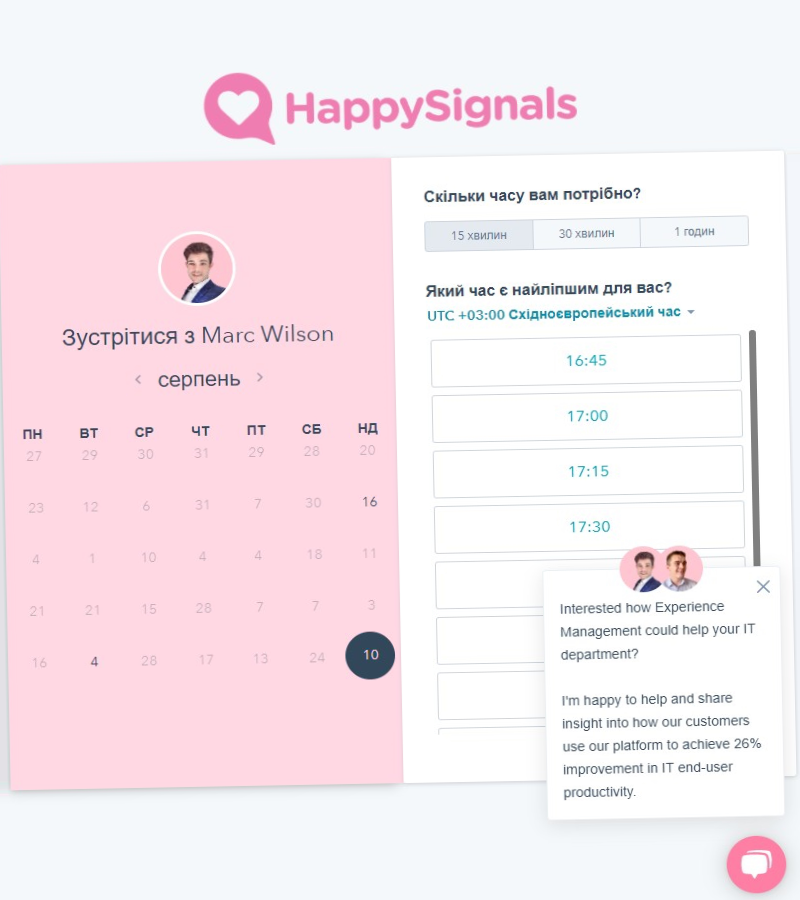 HappySignals
Зустрітися з Marc Wilson
серпень
ПН ВТ СР ЧТ ПТ СБ НД
27 29 30 31 29 28 20
23 12 6 31 7 30 16
4 1 10 4 4 18 11
21 21 15 28 7 7 3
16 4 28 17 13 24 10
Скільки часу вам потрібно?
15 хвилин 30 хвилин 1 годин
Який час є найліпшим для вас?
UTC +03:00 Східноєвропейський час
16:45
17:00
17:15
17:30
Interested how Experience
Management could help your IT
department?
I'm happy to help and share
insight into how our customers
use our platform to achieve 26%
improvement in IT end-user
productivity.